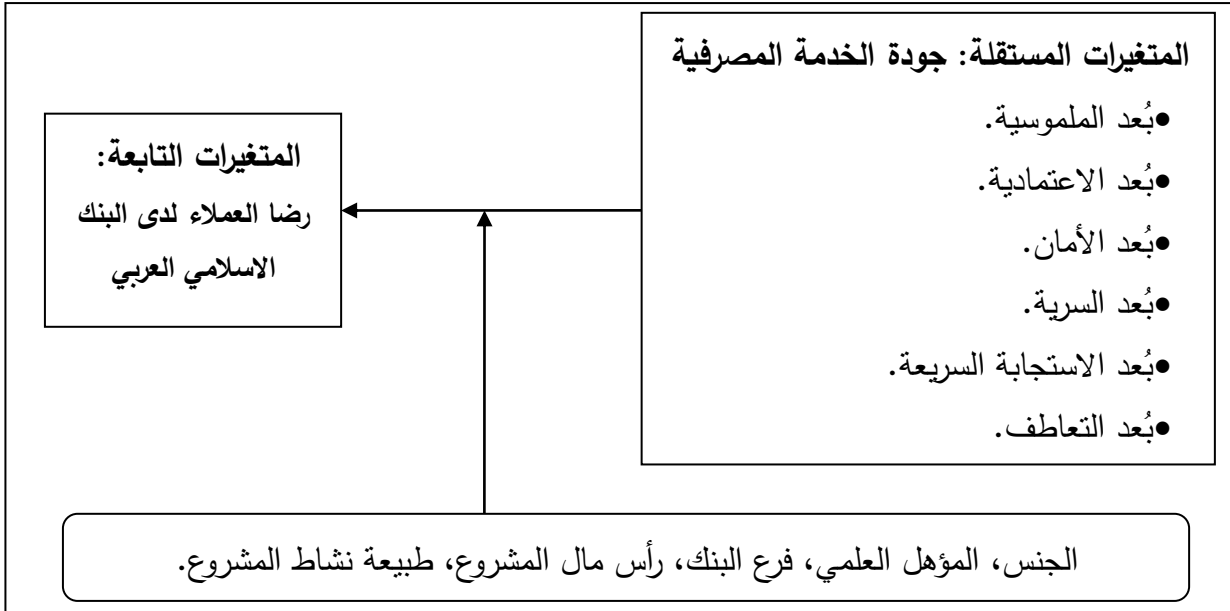 المتغيرات المستقلة: جودة الخدمة المصرفية
•بُعد الملموسية.
•بُعد الاعتمادية.
•بُعد الأمان.
•بُعد السرية.
•بُعد الاستجابة السريعة.
•بُعد التعاطف.
المتغيرات التابعة:
رضا العملاء لدى البنك
الاسلامي العربي
الجنس، المؤهل العلمي، فرع البنك، رأس مال المشروع، طبيعة نشاط المشروع.